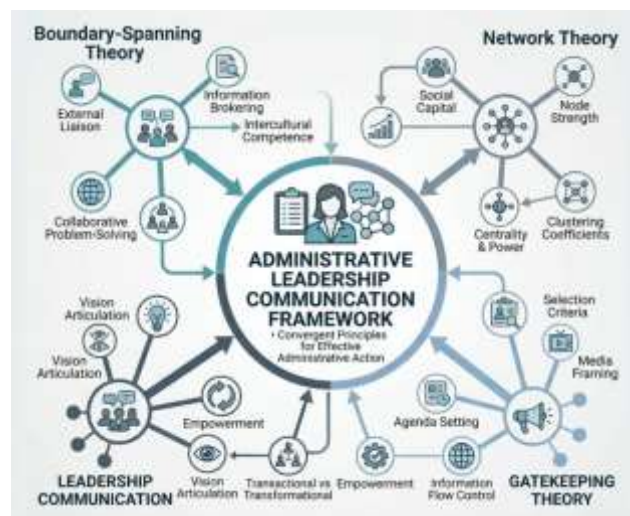 Boundary-Spanning
Theory
External
Liaison
Information
Brokering
Intercultural
Competence
Collaborative
Problem-Solving
Network Theory
Social
Capital
Node
Strength
Centrality
& Power
Clustering
Coefficients
ADMINISTRATIVE
LEADERSHIP
COMMUNICATION
FRAMEWORK
• Convergent Principles
for Effective
Administrative Action
Vision
Articulation
Vision
Articulation
Empowerment
Vision
Articulation
Transactional vs
Transformational
LEADERSHIP
COMMUNICATION
Selection
Criteria
Media
Framing
Agenda Setting
Empowerment
Information
Flow Control
GATEKEEPING
THEORY